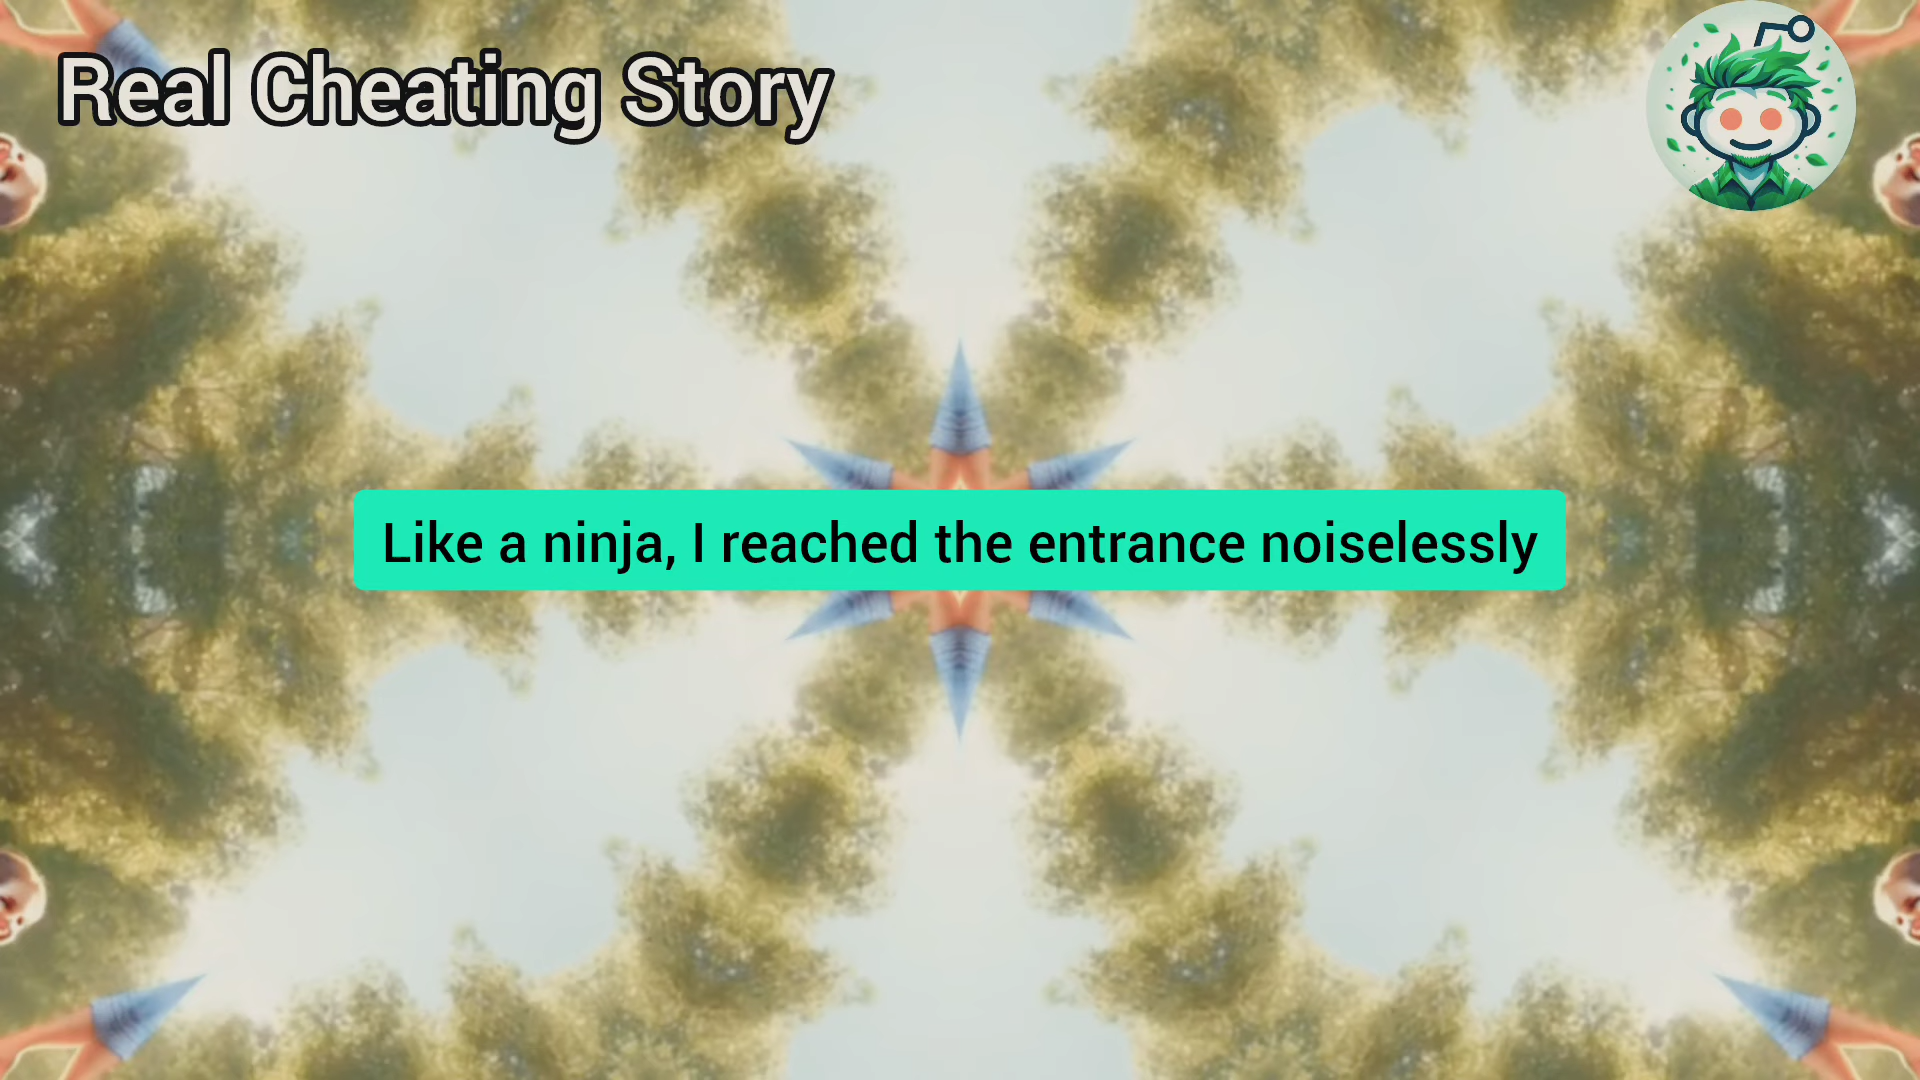 Real Cheating Story
Like a ninja, I reached the entrance noiselessly